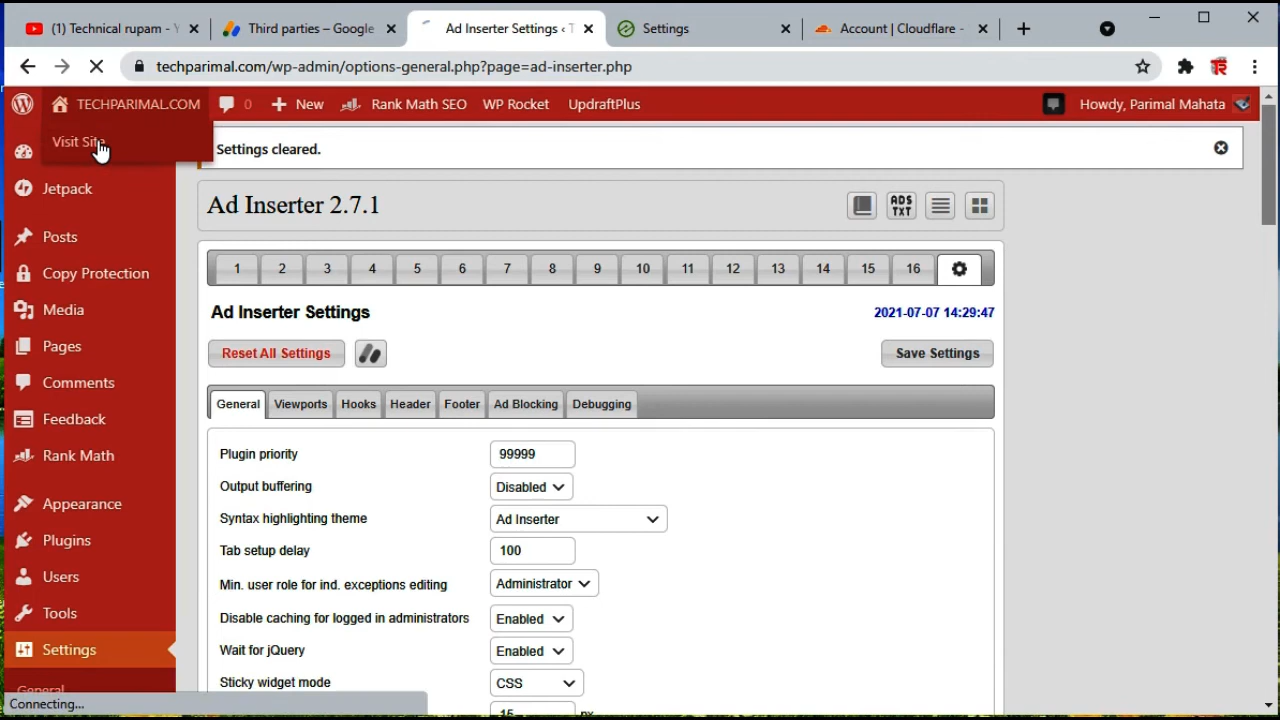 (1) Technical rupam - Y
Third parties – Google
Ad Inserter Settings ‹ T
Settings
Account | Cloudflare -
techparimal.com/wp-admin/options-general.php?page=ad-inserter.php
TECHPARIMAL.COM
0
New
Rank Math SEO
WP Rocket
UpdraftPlus
Howdy, Parimal Mahata
Visit Site
Settings cleared.
Jetpack
Posts
Copy Protection
Media
Pages
Comments
Feedback
Rank Math
Appearance
Plugins
Users
Tools
Settings
General
Connecting...
Ad Inserter 2.7.1
ADS
TXT
1 2 3 4 5 6 7 8 9 10 11 12 13 14 15 16
Ad Inserter Settings
2021-07-07 14:29:47
Reset All Settings
Save Settings
General Viewports Hooks Header Footer Ad Blocking Debugging
Plugin priority 99999
Output buffering Disabled
Syntax highlighting theme Ad Inserter
Tab setup delay 100
Min. user role for ind. exceptions editing Administrator
Disable caching for logged in administrators Enabled
Wait for jQuery Enabled
Sticky widget mode CSS
15 px